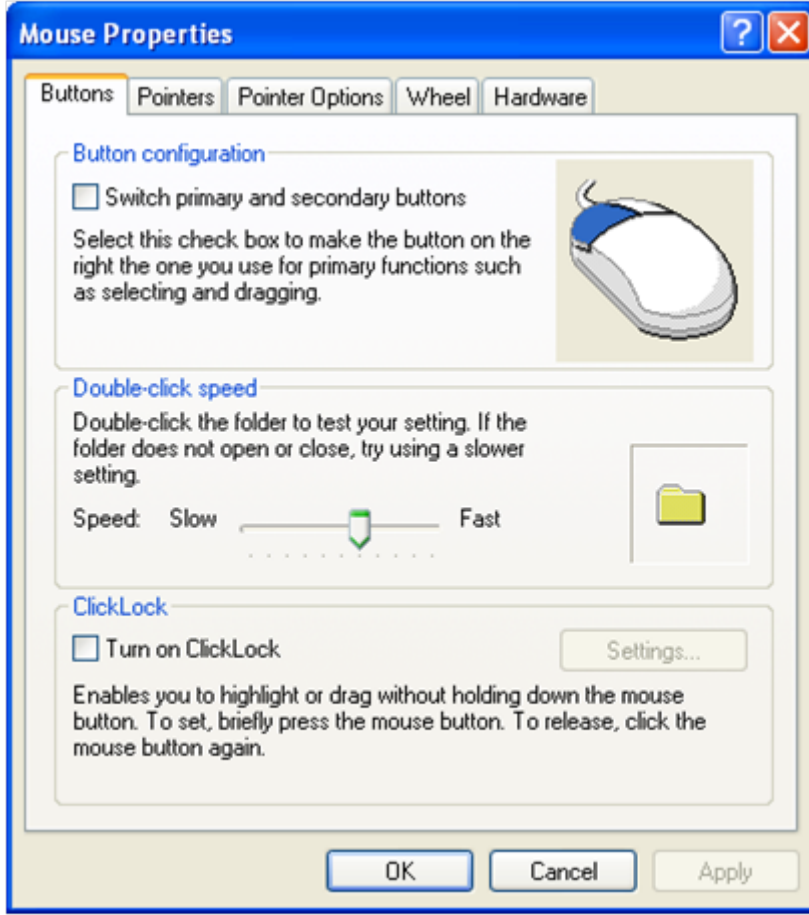 Mouse Properties
Buttons Pointers Pointer Options Wheel Hardware
Button configuration
Switch primary and secondary buttons
Select this check box to make the button on the
right the one you use for primary functions such
as selecting and dragging.
Double-click speed
Double-click the folder to test your setting. If the
folder does not open or close, try using a slower
setting.
Speed: Slow Fast
ClickLock
Turn on ClickLock Settings...
Enables you to highlight or drag without holding down the mouse
button. To set, briefly press the mouse button. To release, click the
mouse button again.
OK Cancel Apply